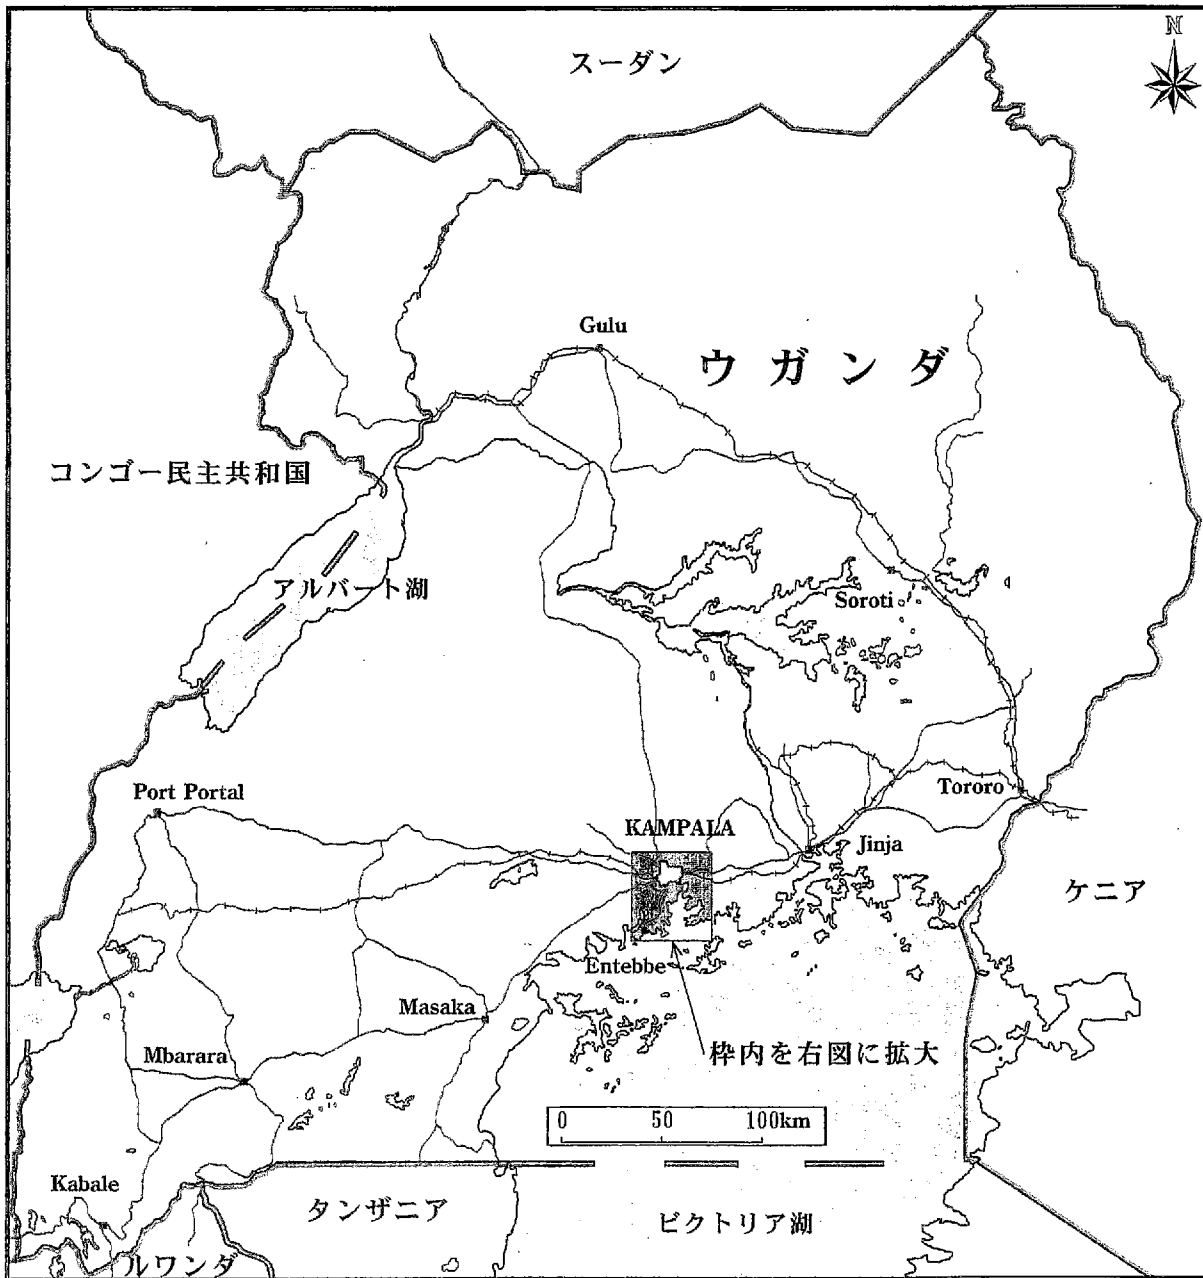 N
スーダン
Gulu
ウガンダ
コンゴー民主共和国
アルバート湖
Soroti
Port Portal
Tororo
KAMPALA
Jinja
ケニア
Entebbe
Masaka
枠内を右図に拡大
Mbarara
0 50 100km
Kabale
タンザニア
ビクトリア湖
ルワンダ